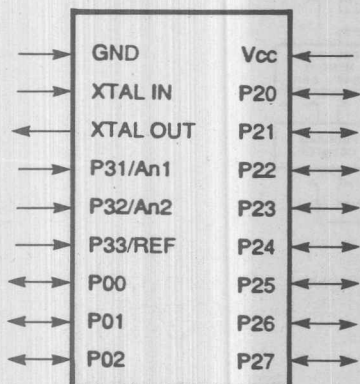 GND Vcc
XTAL IN P20
XTAL OUT P21
P31/An1 P22
P32/An2 P23
P33/REF P24
P00 P25
P01 P26
P02 P27